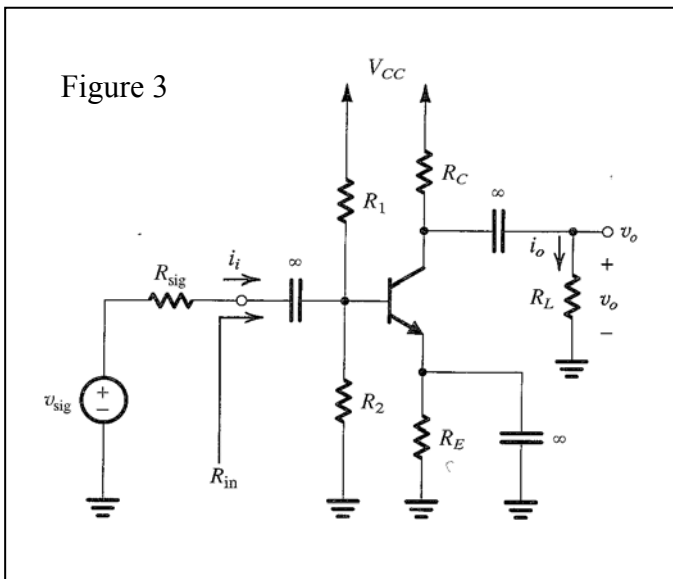 Figure 3
V_CC
R_C
R_1
∞
R_sig
i_i
∞
i_o
v_o
+
R_L
v_o
−
+
−
v_sig
R_2
R_E
∞
R_in